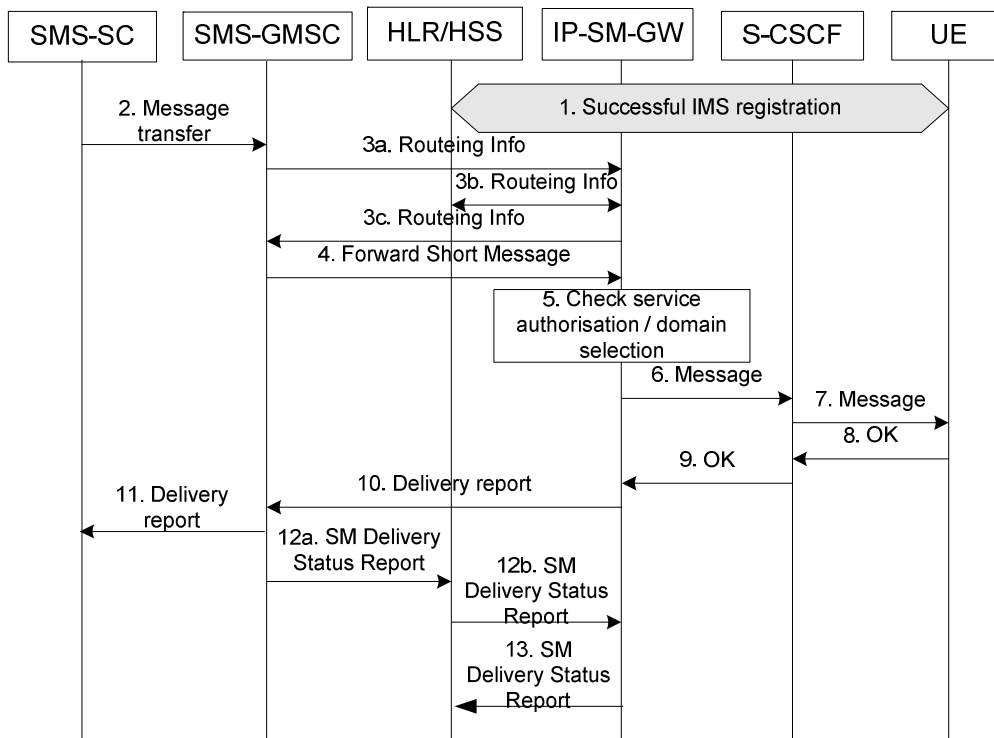 SMS-SC
SMS-GMSC
HLR/HSS
IP-SM-GW
S-CSCF
UE
1. Successful IMS registration
2. Message
transfer
3a. Routeing Info
3b. Routeing Info
3c. Routeing Info
4. Forward Short Message
5. Check service
authorisation / domain
selection
6. Message
7. Message
8. OK
9. OK
10. Delivery report
11. Delivery
report
12a. SM Delivery
Status Report
12b. SM
Delivery Status
Report
13. SM
Delivery Status
Report